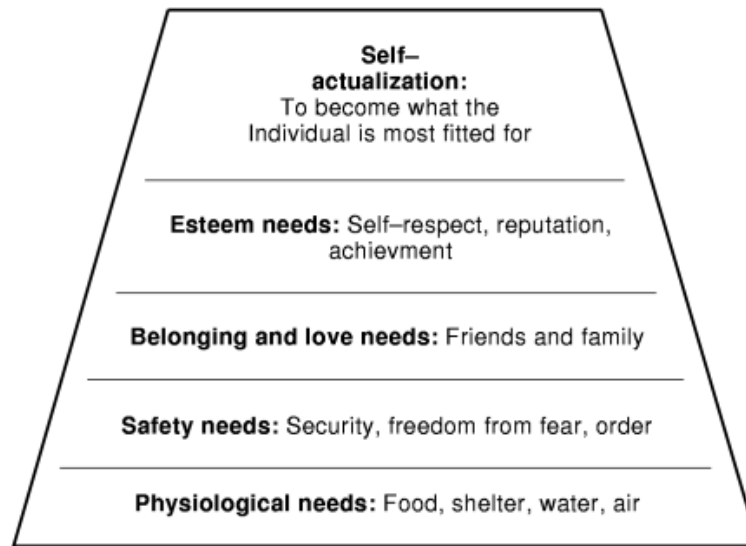 Self–
actualization:
To become what the
Individual is most fitted for
Esteem needs: Self–respect, reputation,
achievment
Belonging and love needs: Friends and family
Safety needs: Security, freedom from fear, order
Physiological needs: Food, shelter, water, air